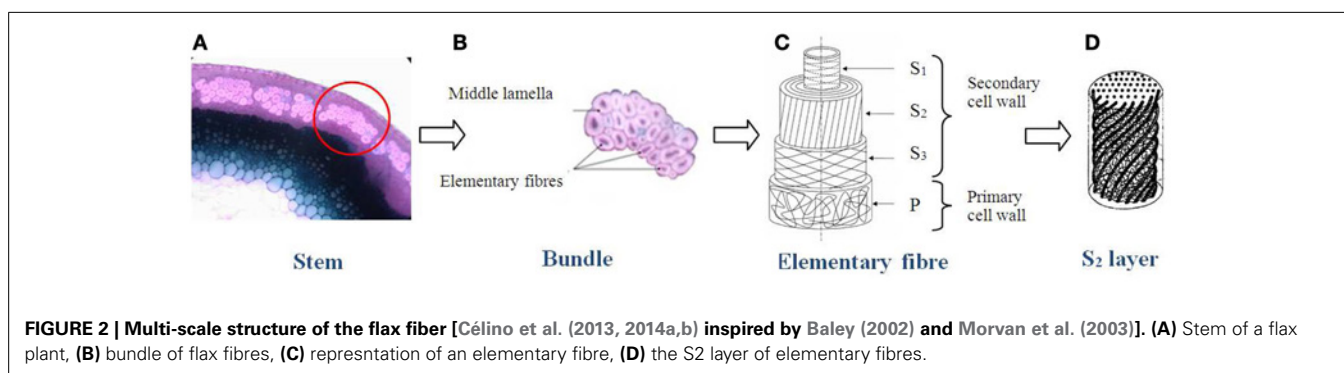 A
B
C
D
Middle lamella
Elementary fibres
S1
S2
S3
P
Secondary
cell wall
Primary
cell wall
Stem
Bundle
Elementary fibre
S2 layer
FIGURE 2 | Multi-scale structure of the flax fiber [Célino et al. (2013, 2014a,b) inspired by Baley (2002) and Morvan et al. (2003)]. (A) Stem of a flax
plant, (B) bundle of flax fibres, (C) represntation of an elementary fibre, (D) the S2 layer of elementary fibres.